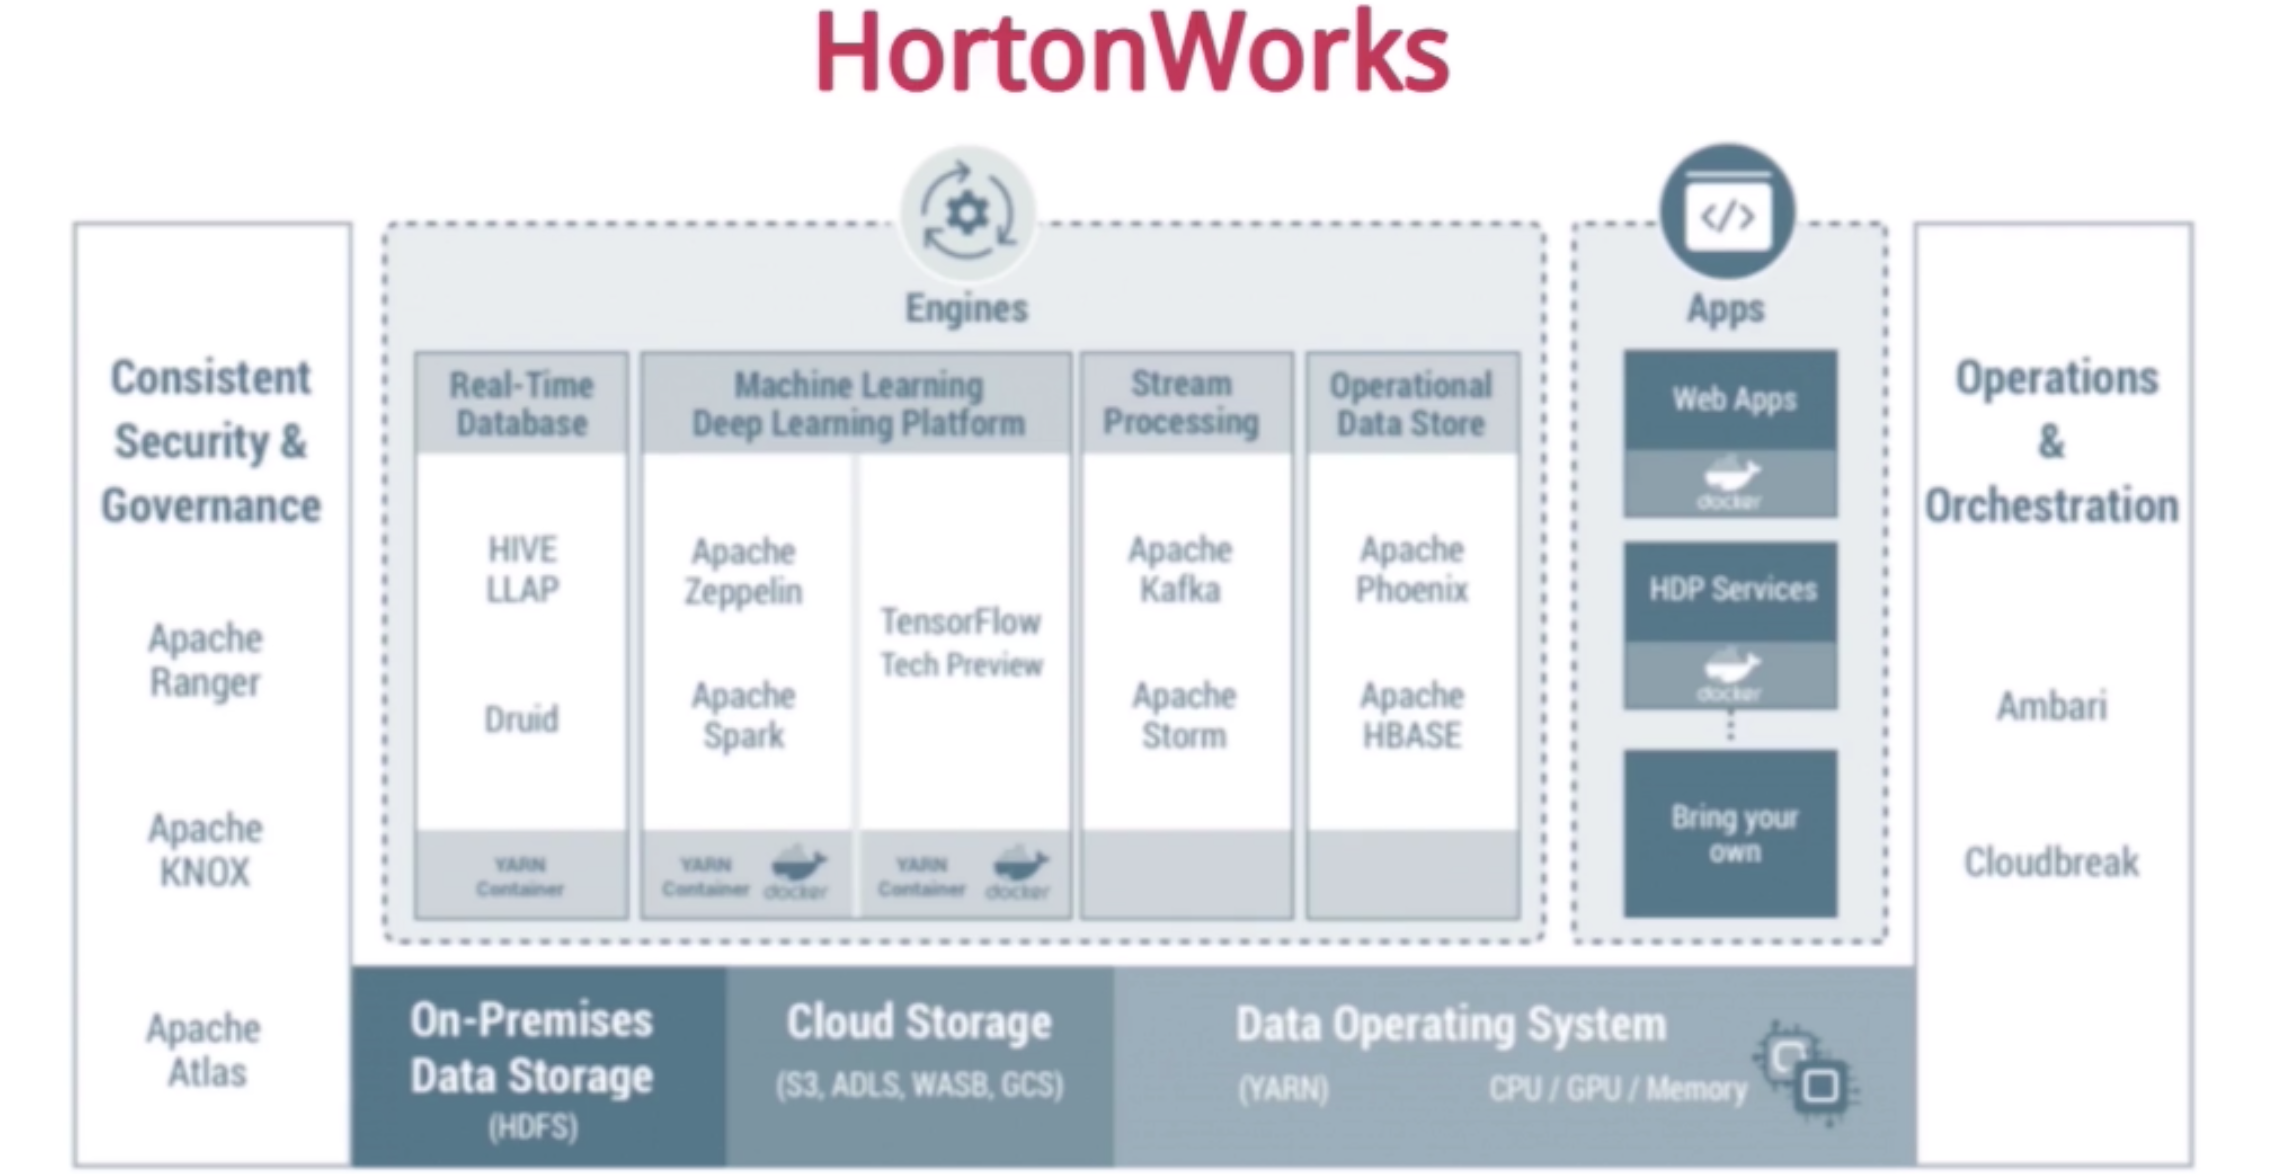 HortonWorks
Consistent
Security &
Governance
Apache
Ranger
Apache
KNOX
Apache
Atlas
Engines
Real-Time
Database
HIVE
LLAP
Druid
YARN
Container
Machine Learning
Deep Learning Platform
Apache
Zeppelin
Apache
Spark
YARN
Container
docker
TensorFlow
Tech Preview
YARN
Container
docker
Stream
Processing
Apache
Kafka
Apache
Storm
Operational
Data Store
Apache
Phoenix
Apache
HBASE
Apps
</>
Web Apps
docker
HDP Services
docker
Bring your
own
Operations
&
Orchestration
Ambari
Cloudbreak
On-Premises
Data Storage
(HDFS)
Cloud Storage
(S3, ADLS, WASB, GCS)
Data Operating System
(YARN)
CPU / GPU / Memory